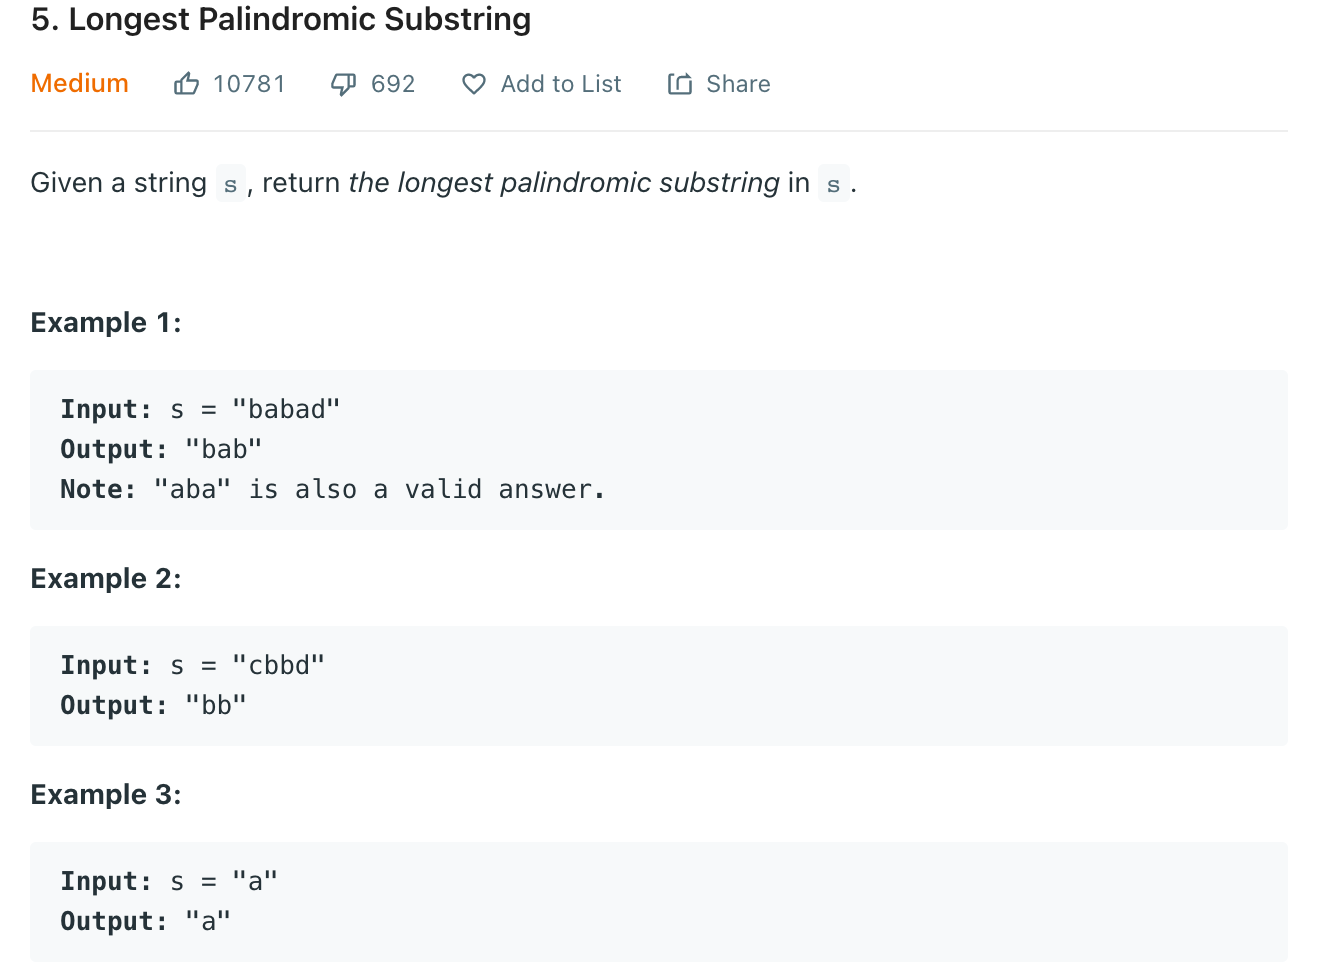 5. Longest Palindromic Substring
Medium 10781 692 Add to List Share
Given a string s, return the longest palindromic substring in s.
Example 1:
Input: s = "babad"
Output: "bab"
Note: "aba" is also a valid answer.
Example 2:
Input: s = "cbbd"
Output: "bb"
Example 3:
Input: s = "a"
Output: "a"